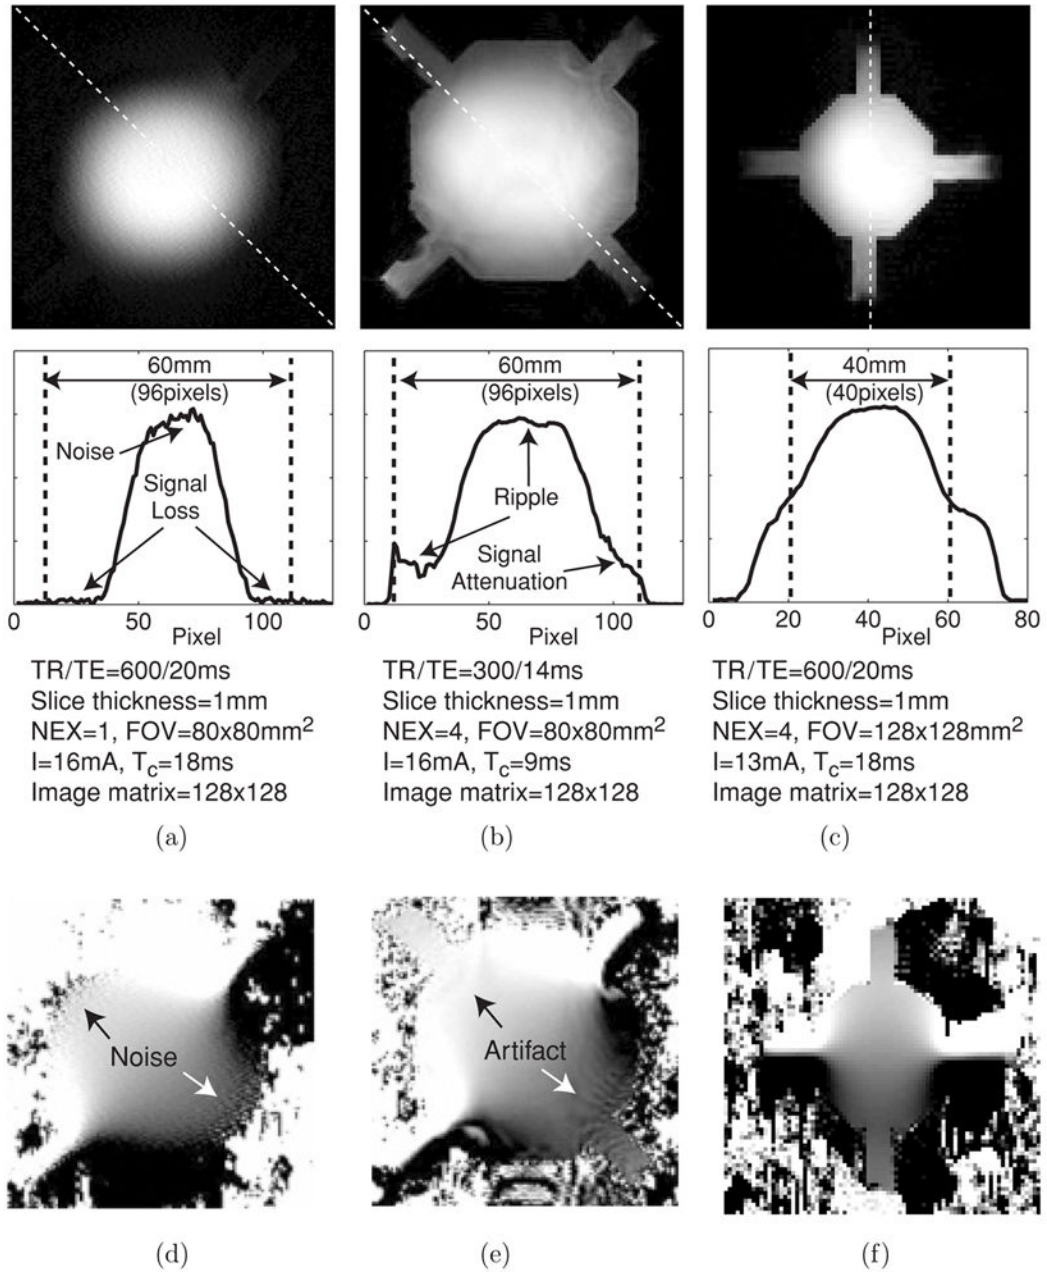 60mm
(96pixels)
Noise
Signal
Loss
0 50 100
Pixel
TR/TE=600/20ms
Slice thickness=1mm
NEX=1, FOV=80x80mm²
I=16mA, Tc=18ms
Image matrix=128x128
(a)
60mm
(96pixels)
Ripple
Signal
Attenuation
0 50 100
Pixel
TR/TE=300/14ms
Slice thickness=1mm
NEX=4, FOV=80x80mm²
I=16mA, Tc=9ms
Image matrix=128x128
(b)
40mm
(40pixels)
0 20 40 60 80
Pixel
TR/TE=600/20ms
Slice thickness=1mm
NEX=4, FOV=128x128mm²
I=13mA, Tc=18ms
Image matrix=128x128
(c)
Noise
(d)
Artifact
(e)
(f)